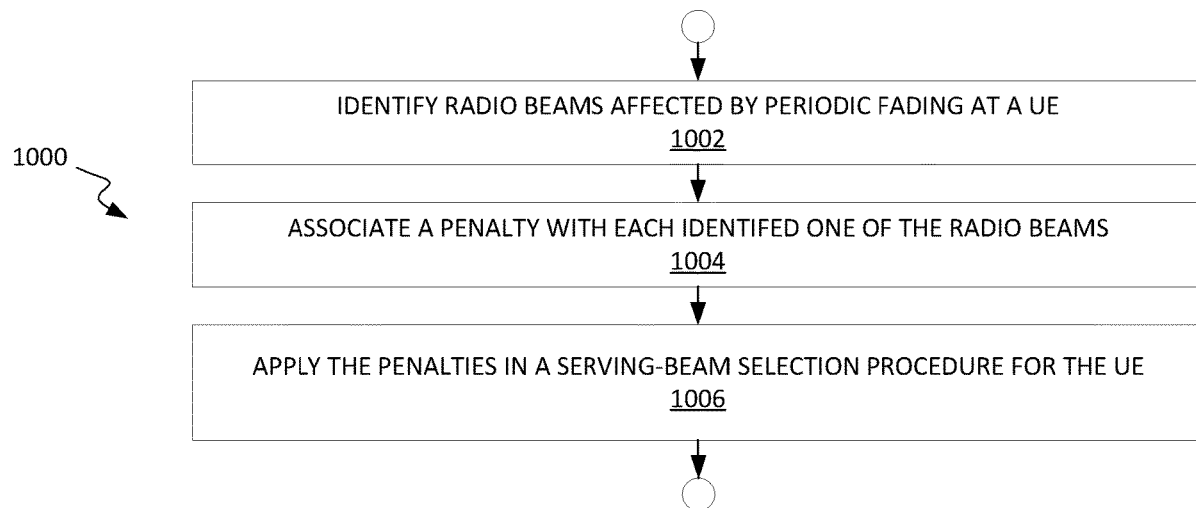 IDENTIFY RADIO BEAMS AFFECTED BY PERIODIC FADING AT A UE
1002
1000
ASSOCIATE A PENALTY WITH EACH IDENTIFED ONE OF THE RADIO BEAMS
1004
APPLY THE PENALTIES IN A SERVING-BEAM SELECTION PROCEDURE FOR THE UE
1006